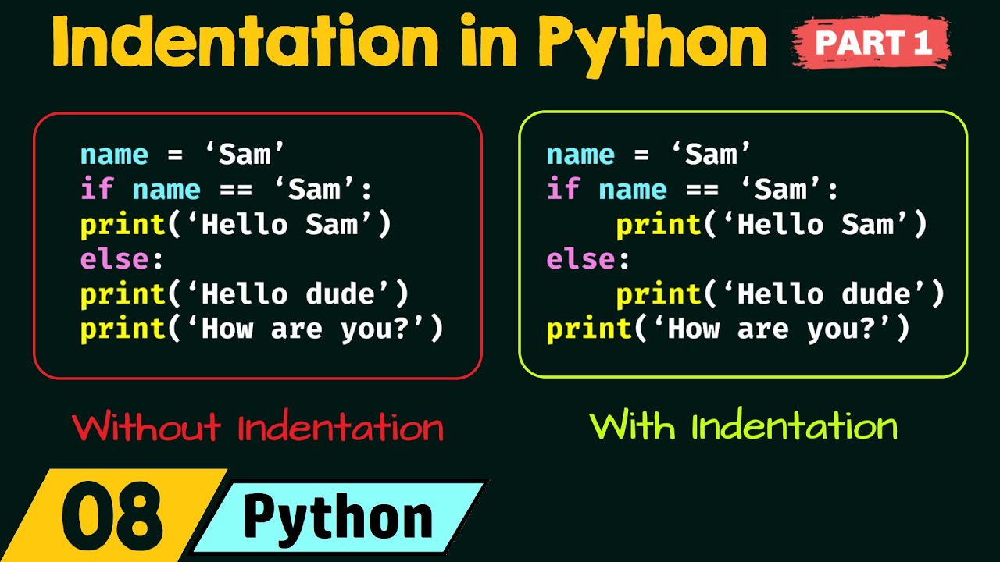 Indentation in Python
PART 1
name = ‘Sam’
if name == ‘Sam’:
print(‘Hello Sam’)
else:
print(‘Hello dude’)
print(‘How are you?’)
Without Indentation
name = ‘Sam’
if name == ‘Sam’:
    print(‘Hello Sam’)
else:
    print(‘Hello dude’)
print(‘How are you?’)
With Indentation
08
Python